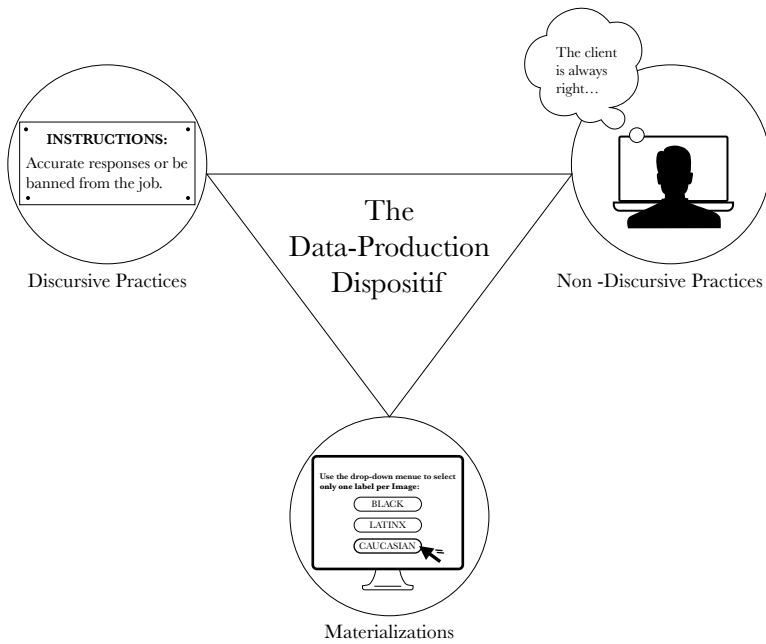 The client
is always
right…
INSTRUCTIONS:
Accurate responses or be
banned from the job.
The
Data-Production
Dispositif
Discursive Practices
Non -Discursive Practices
Use the drop-down menue to select
only one label per Image:
BLACK
LATINX
CAUCASIAN
Materializations